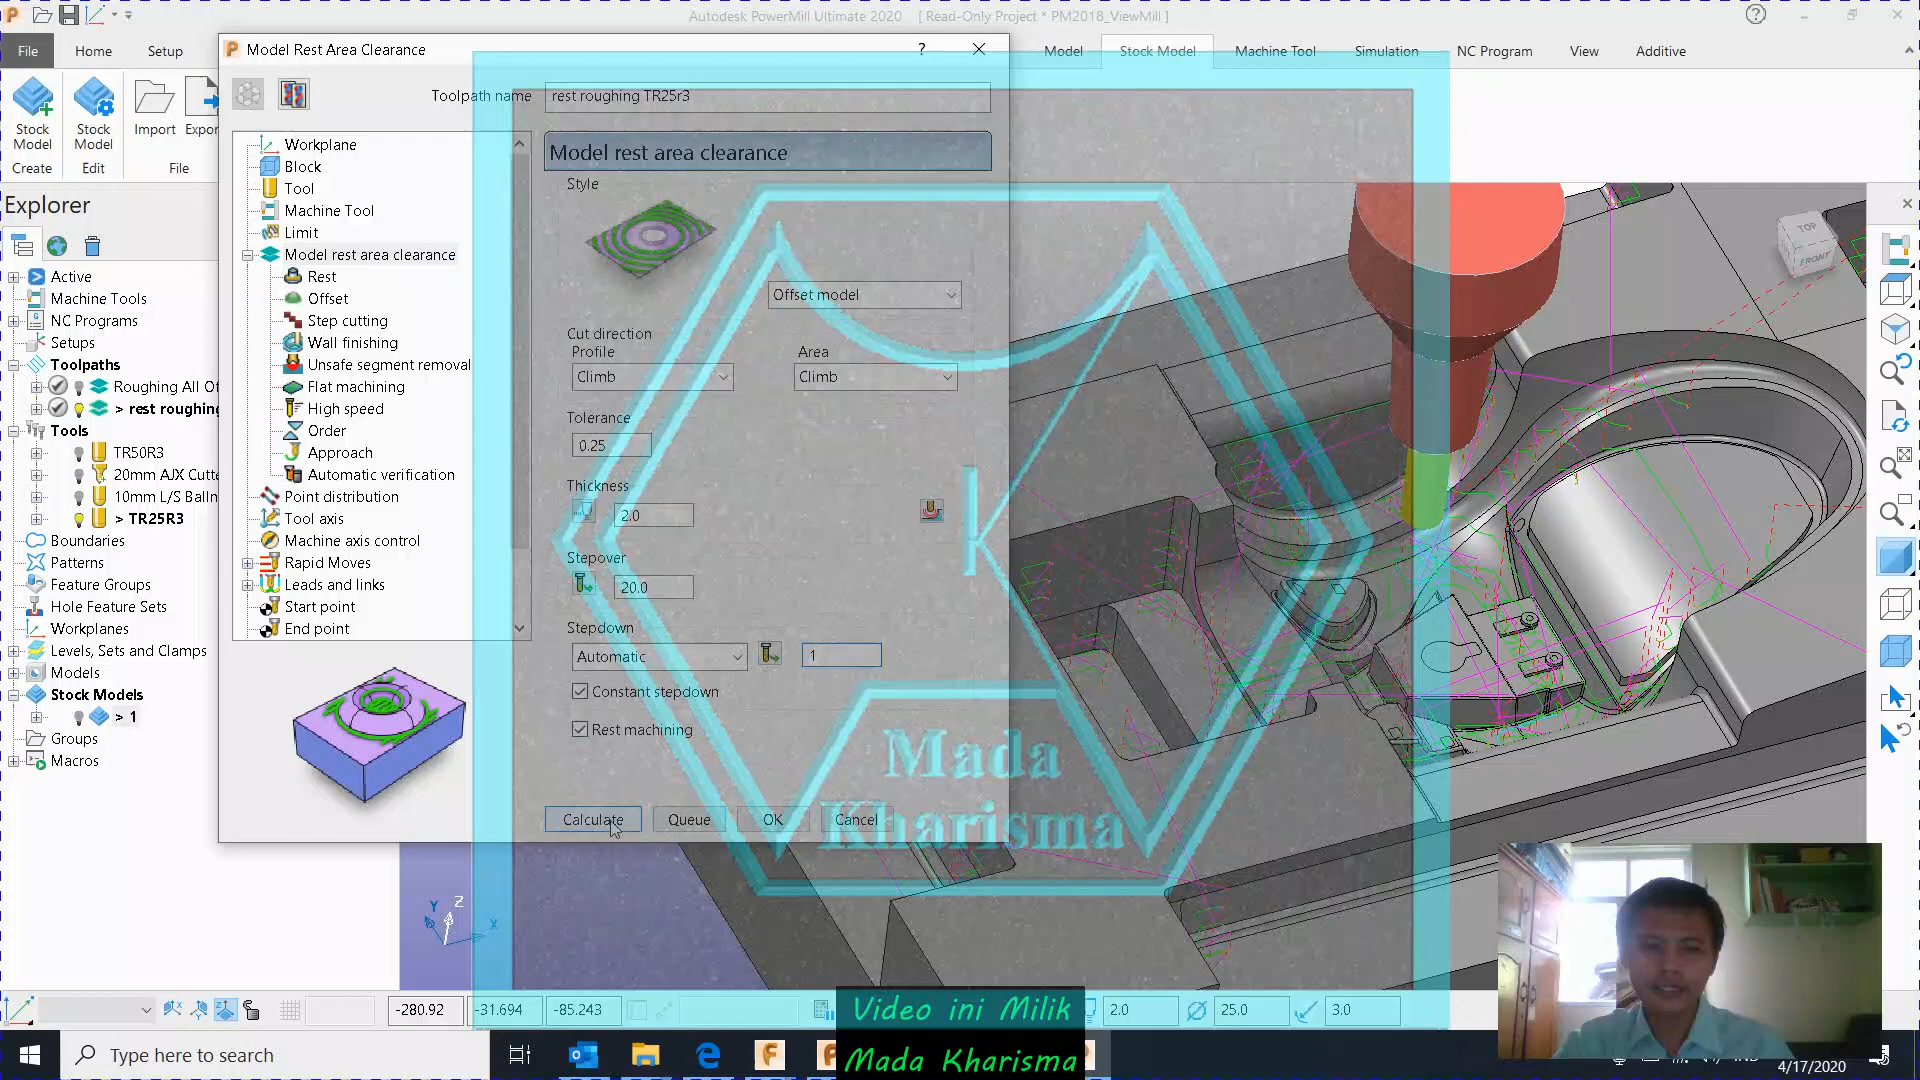 Autodesk PowerMill Ultimate 2020 [ Read-Only Project * PM2018_ViewMill ]
File
Home
Setup
Model
Stock Model
Machine Tool
Simulation
NC Program
View
Additive
Stock Model
Stock Model
Import
Expor
Create
Edit
File
Explorer
Active
Machine Tools
NC Programs
Setups
Toolpaths
Roughing All Of
> rest roughing
Tools
TR50R3
20mm AJX Cutte
10mm L/S Balln
> TR25R3
Boundaries
Patterns
Feature Groups
Hole Feature Sets
Workplanes
Levels, Sets and Clamps
Models
Stock Models
> 1
Groups
Macros
Model Rest Area Clearance
?
Toolpath name
rest roughing TR25r3
Workplane
Block
Tool
Machine Tool
Limit
Model rest area clearance
Rest
Offset
Step cutting
Wall finishing
Unsafe segment removal
Flat machining
High speed
Order
Approach
Automatic verification
Point distribution
Tool axis
Machine axis control
Rapid Moves
Leads and links
Start point
End point
Model rest area clearance
Style
Offset model
Cut direction
Profile
Area
Climb
Climb
Tolerance
0.25
Thickness
2.0
Stepover
20.0
Stepdown
Automatic
1
Constant stepdown
Rest machining
Calculate
Queue
OK
Cancel
K
Mada
Kharisma
TOP
FRONT
Y
Z
X
-280.92
-31.694
-85.243
2.0
25.0
3.0
Video ini Milik
Mada Kharisma
Type here to search
4/17/2020